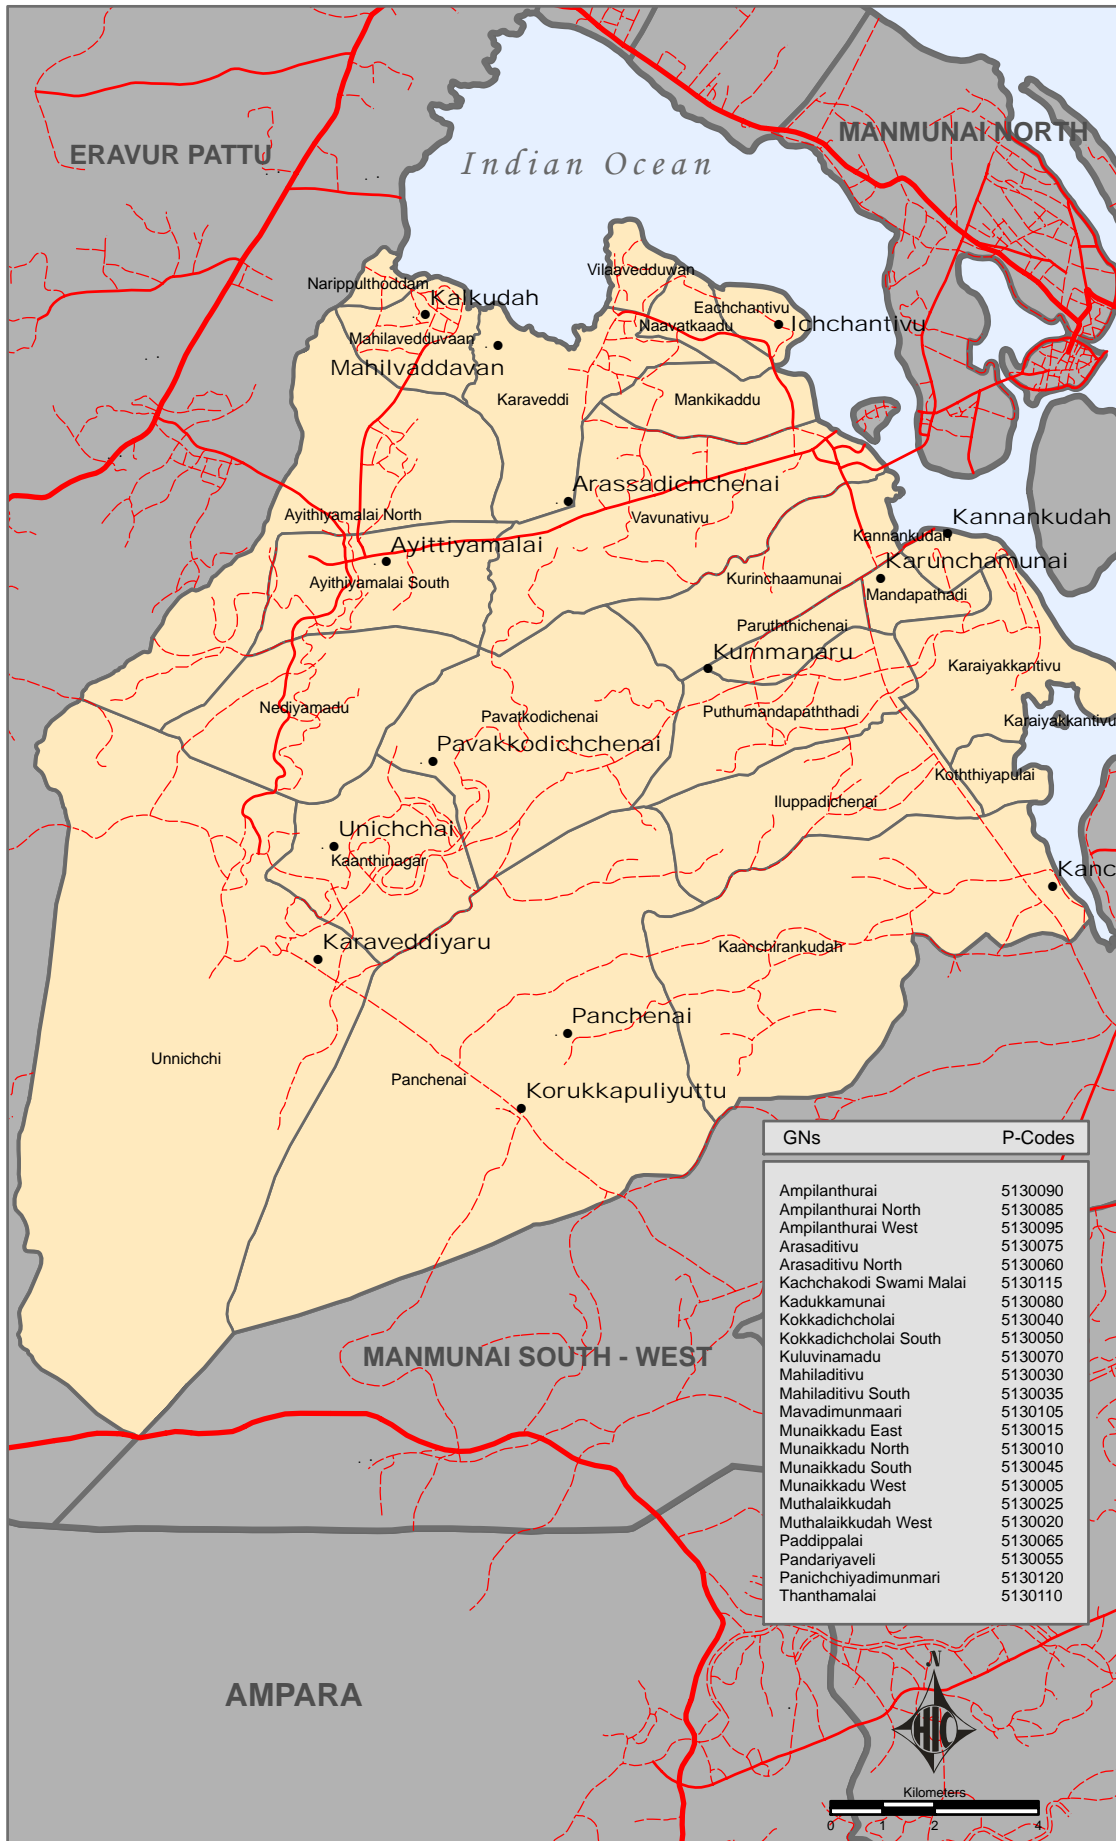 MANMUNAI NORTH
ERAVUR PATTU
Indian Ocean
Vilaavedduwan
Narippulthoddam
Kalkudah
Eachchantivu
Naavatkaadu
Ichchantivu
Mahilavedduvaan
Mahilvaddavan
Karaveddi
Mankikaddu
Arassadichchenai
Ayithiyamalai North
Vavunativu
Kannankudah
Kannankudah
Ayittiyamalai
Karunchamunai
Ayithiyamalai South
Kurinchaamunai
Mandapathadi
Paruththichenai
Kummanaru
Karaiyakkantivu
Nediyamadu
Pavatkodichenai
Puthumandapaththadi
Karaiyakkantivu
Pavakkodichchenai
Koththiyapulai
Iluppadichenai
Unichchai
Kaanthinagar
Kanc
Karaveddiyaru
Kaanchirankudah
Panchenai
Unnichchi
Panchenai
Korukkapuliyuttu
GNs P-Codes
Ampilanthurai 5130090
Ampilanthurai North 5130085
Ampilanthurai West 5130095
Arasaditivu 5130075
Arasaditivu North 5130060
Kachchakodi Swami Malai 5130115
Kadukkamunai 5130080
Kokkadichcholai 5130040
Kokkadichcholai South 5130050
Kuluvinamadu 5130070
Mahiladitivu 5130030
Mahiladitivu South 5130035
Mavadimunmaari 5130105
Munaikkadu East 5130015
Munaikkadu North 5130010
Munaikkadu South 5130045
Munaikkadu West 5130005
Muthalaikkudah 5130025
Muthalaikkudah West 5130020
Paddippalai 5130065
Pandariyaveli 5130055
Panichchiyadimunmari 5130120
Thanthamalai 5130110
MANMUNAI SOUTH - WEST
AMPARA
N
HIC
Kilometers
0 1 2 4